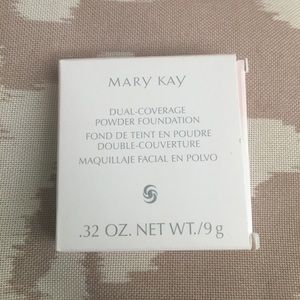 MARY KAY
DUAL-COVERAGE
POWDER FOUNDATION
FOND DE TEINT EN POUDRE
DOUBLE-COUVERTURE
MAQUILLAJE FACIAL EN POLVO
.32 OZ. NET WT./9 g